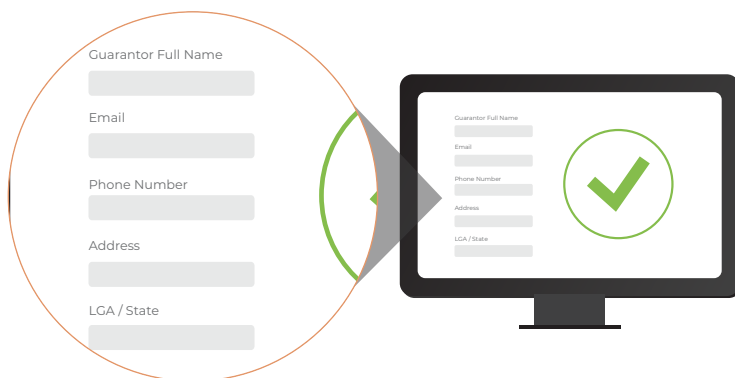 Guarantor Full Name
Email
Phone Number
Address
LGA / State
Guarantor Full Name
Email
Phone Number
Address
LGA / State